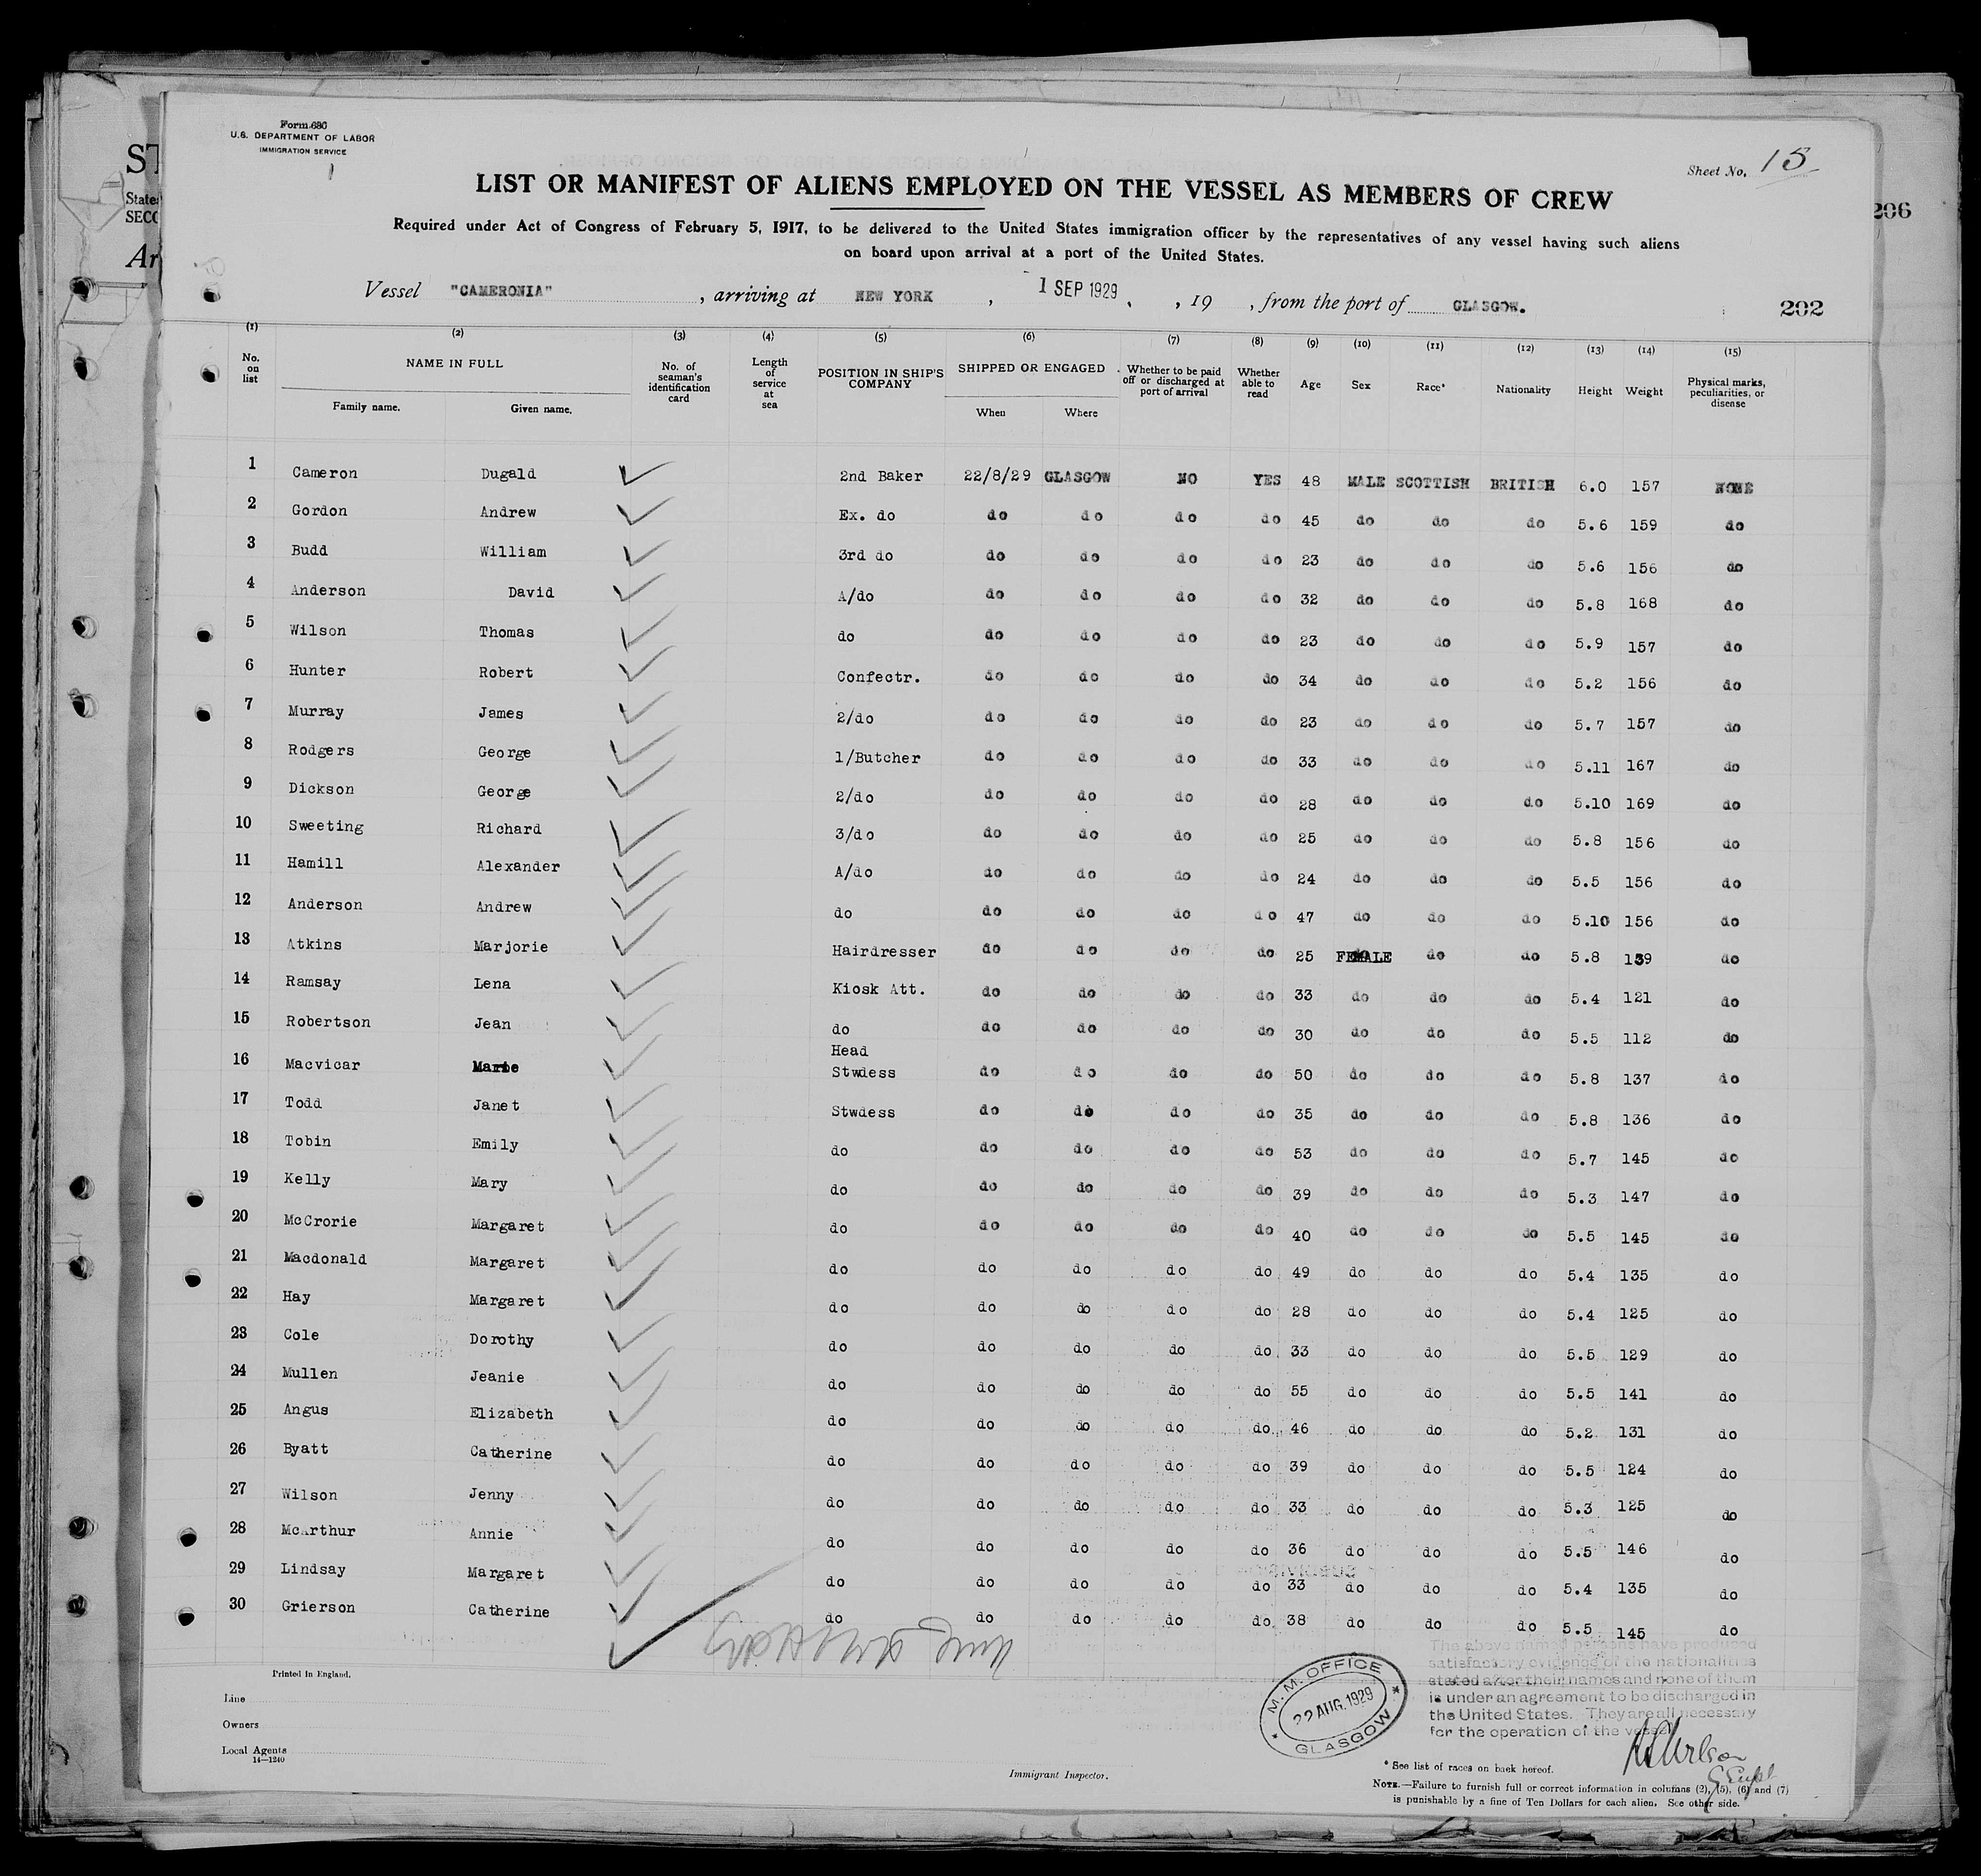 Form 680
U.S. DEPARTMENT OF LABOR
IMMIGRATION SERVICE
Sheet No. 15
LIST OR MANIFEST OF ALIENS EMPLOYED ON THE VESSEL AS MEMBERS OF CREW
Required under Act of Congress of February 5, 1917, to be delivered to the United States immigration officer by the representatives of any vessel having such aliens
on board upon arrival at a port of the United States.
206
Vessel "CAMERONIA", arriving at NEW YORK, 1 SEP 1929, 19 , from the port of GLASGOW.
202
(1) (2) (3) (4) (5) (6) (7) (8) (9) (10) (11) (12) (13) (14) (15)
No. on list NAME IN FULL Family name. Given name. No. of seaman's identification card Length of service at sea POSITION IN SHIP'S COMPANY SHIPPED OR ENGAGED When Where Whether to be paid off or discharged at port of arrival Whether able to read Age Sex Race* Nationality Height Weight Physical marks, peculiarities, or disease
1 Cameron Dugald 2nd Baker 22/8/29 GLASGOW NO YES 48 MALE SCOTTISH BRITISH 6.0 157 NONE
2 Gordon Andrew Ex. do do do do do 45 do do do 5.6 159 do
3 Budd William 3rd do do do do do 23 do do do 5.6 156 do
4 Anderson David A/do do do do do 32 do do do 5.8 168 do
5 Wilson Thomas do do do do do 23 do do do 5.9 157 do
6 Hunter Robert Confectr. do do do do 34 do do do 5.2 156 do
7 Murray James 2/do do do do do 23 do do do 5.7 157 do
8 Rodgers George 1/Butcher do do do do 33 do do do 5.11 167 do
9 Dickson George 2/do do do do do 28 do do do 5.10 169 do
10 Sweeting Richard 3/do do do do do 25 do do do 5.8 156 do
11 Hamill Alexander A/do do do do do 24 do do do 5.5 156 do
12 Anderson Andrew do do do do do 47 do do do 5.10 156 do
13 Atkins Marjorie Hairdresser do do do do 25 FEMALE do do 5.8 139 do
14 Ramsay Lena Kiosk Att. do do do do 33 do do do 5.4 121 do
15 Robertson Jean do do do do do 30 do do do 5.5 112 do
16 Macvicar Marie Head Stwdess do do do do 50 do do do 5.8 137 do
17 Todd Janet Stwdess do do do do 35 do do do 5.8 136 do
18 Tobin Emily do do do do do 53 do do do 5.7 145 do
19 Kelly Mary do do do do do 39 do do do 5.3 147 do
20 McCrorie Margaret do do do do do 40 do do do 5.5 145 do
21 Macdonald Margaret do do do do do 49 do do do 5.4 135 do
22 Hay Margaret do do do do do 28 do do do 5.4 125 do
23 Cole Dorothy do do do do do 33 do do do 5.5 129 do
24 Mullen Jeanie do do do do do 55 do do do 5.5 141 do
25 Angus Elizabeth do do do do do 46 do do do 5.2 131 do
26 Byatt Catherine do do do do do 39 do do do 5.5 124 do
27 Wilson Jenny do do do do do 33 do do do 5.3 125 do
28 McArthur Annie do do do do do 36 do do do 5.5 146 do
29 Lindsay Margaret do do do do do 33 do do do 5.4 135 do
30 Grierson Catherine do do do do do 38 do do do 5.5 145 do
The above named persons have produced
satisfactory evidence of the nationalities
stated after their names and none of them
is under an agreement to be discharged in
the United States. They are all necessary
for the operation of the vessel
M. M. OFFICE
22 AUG. 1929
GLASGOW
Printed in England.
Line
Owners
Local Agents
14—1240
Immigrant Inspector.
* See list of races on back hereof.
NOTE.—Failure to furnish full or correct information in columns (2), (5), (6) and (7)
is punishable by a fine of Ten Dollars for each alien. See other side.